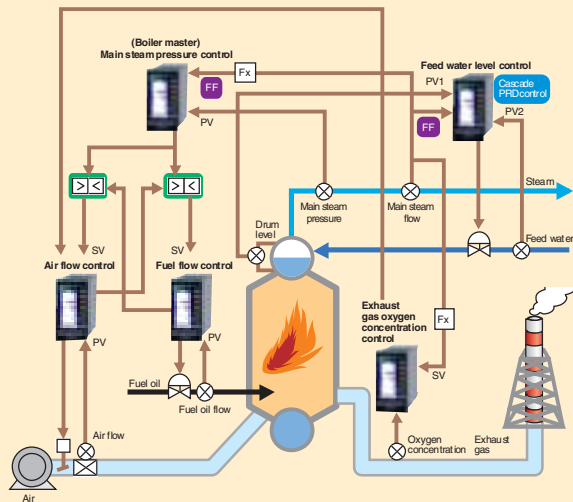 (Boiler master)
Main steam pressure control
Fx
FF
PV
Feed water level control
PV1
Cascade
PRDcontrol
PV2
FF
> <
> <
SV
SV
Steam
Main steam
pressure
Main steam
flow
Drum
level
Feed water
Air flow control
Fuel flow control
PV
PV
Exhaust
gas oxygen
concentration
control
Fx
SV
Fuel oil
Fuel oil flow
Air flow
Air
Oxygen
concentration
Exhaust
gas